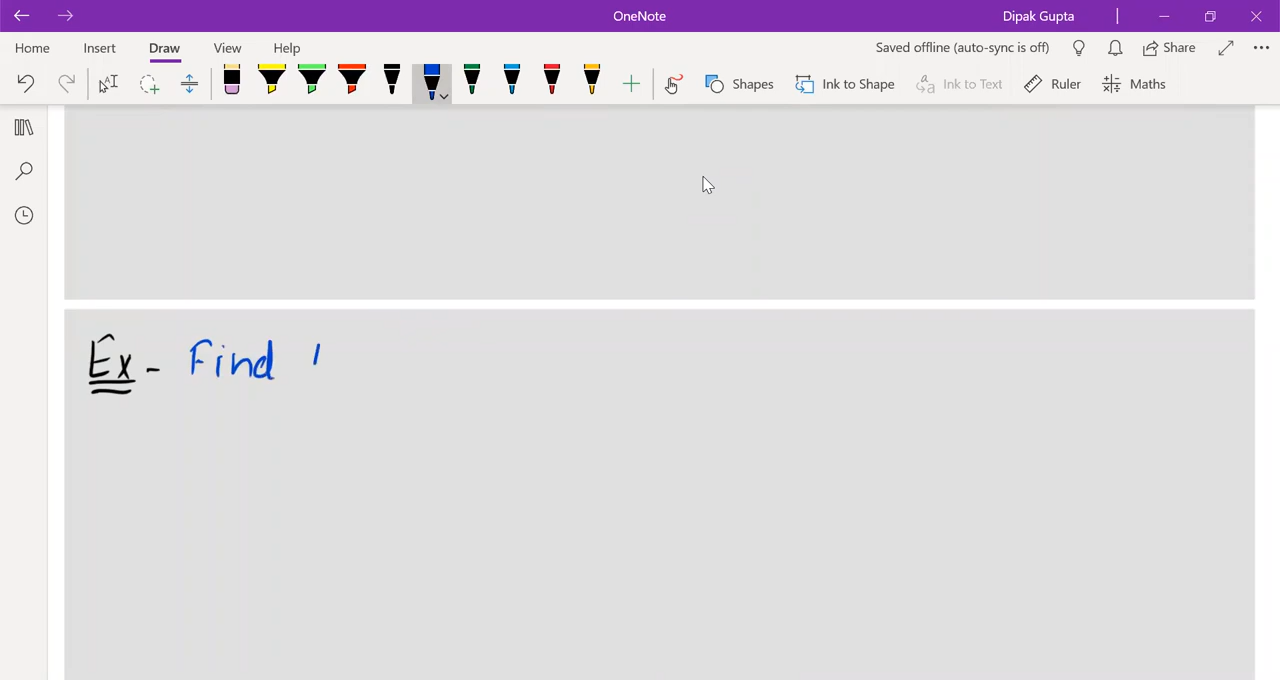 OneNote
Dipak Gupta
Home Insert Draw View Help
Saved offline (auto-sync is off)
Share
Shapes
Ink to Shape
Ink to Text
Ruler
Maths
Ex - Find